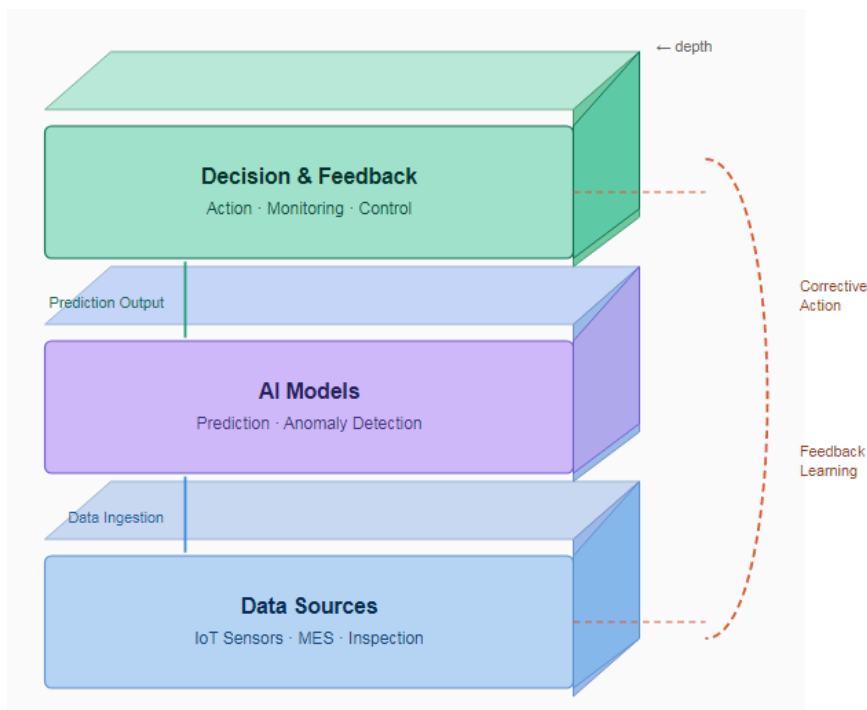 ← depth
Decision & Feedback
Action · Monitoring · Control
Prediction Output
Corrective
Action
AI Models
Prediction · Anomaly Detection
Feedback
Learning
Data Ingestion
Data Sources
IoT Sensors · MES · Inspection